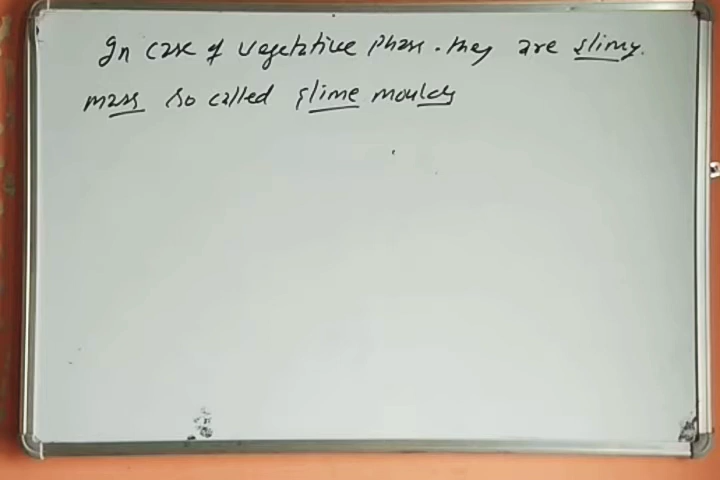 In case of vegetative phase. they are slimy.
mass so called slime moulds